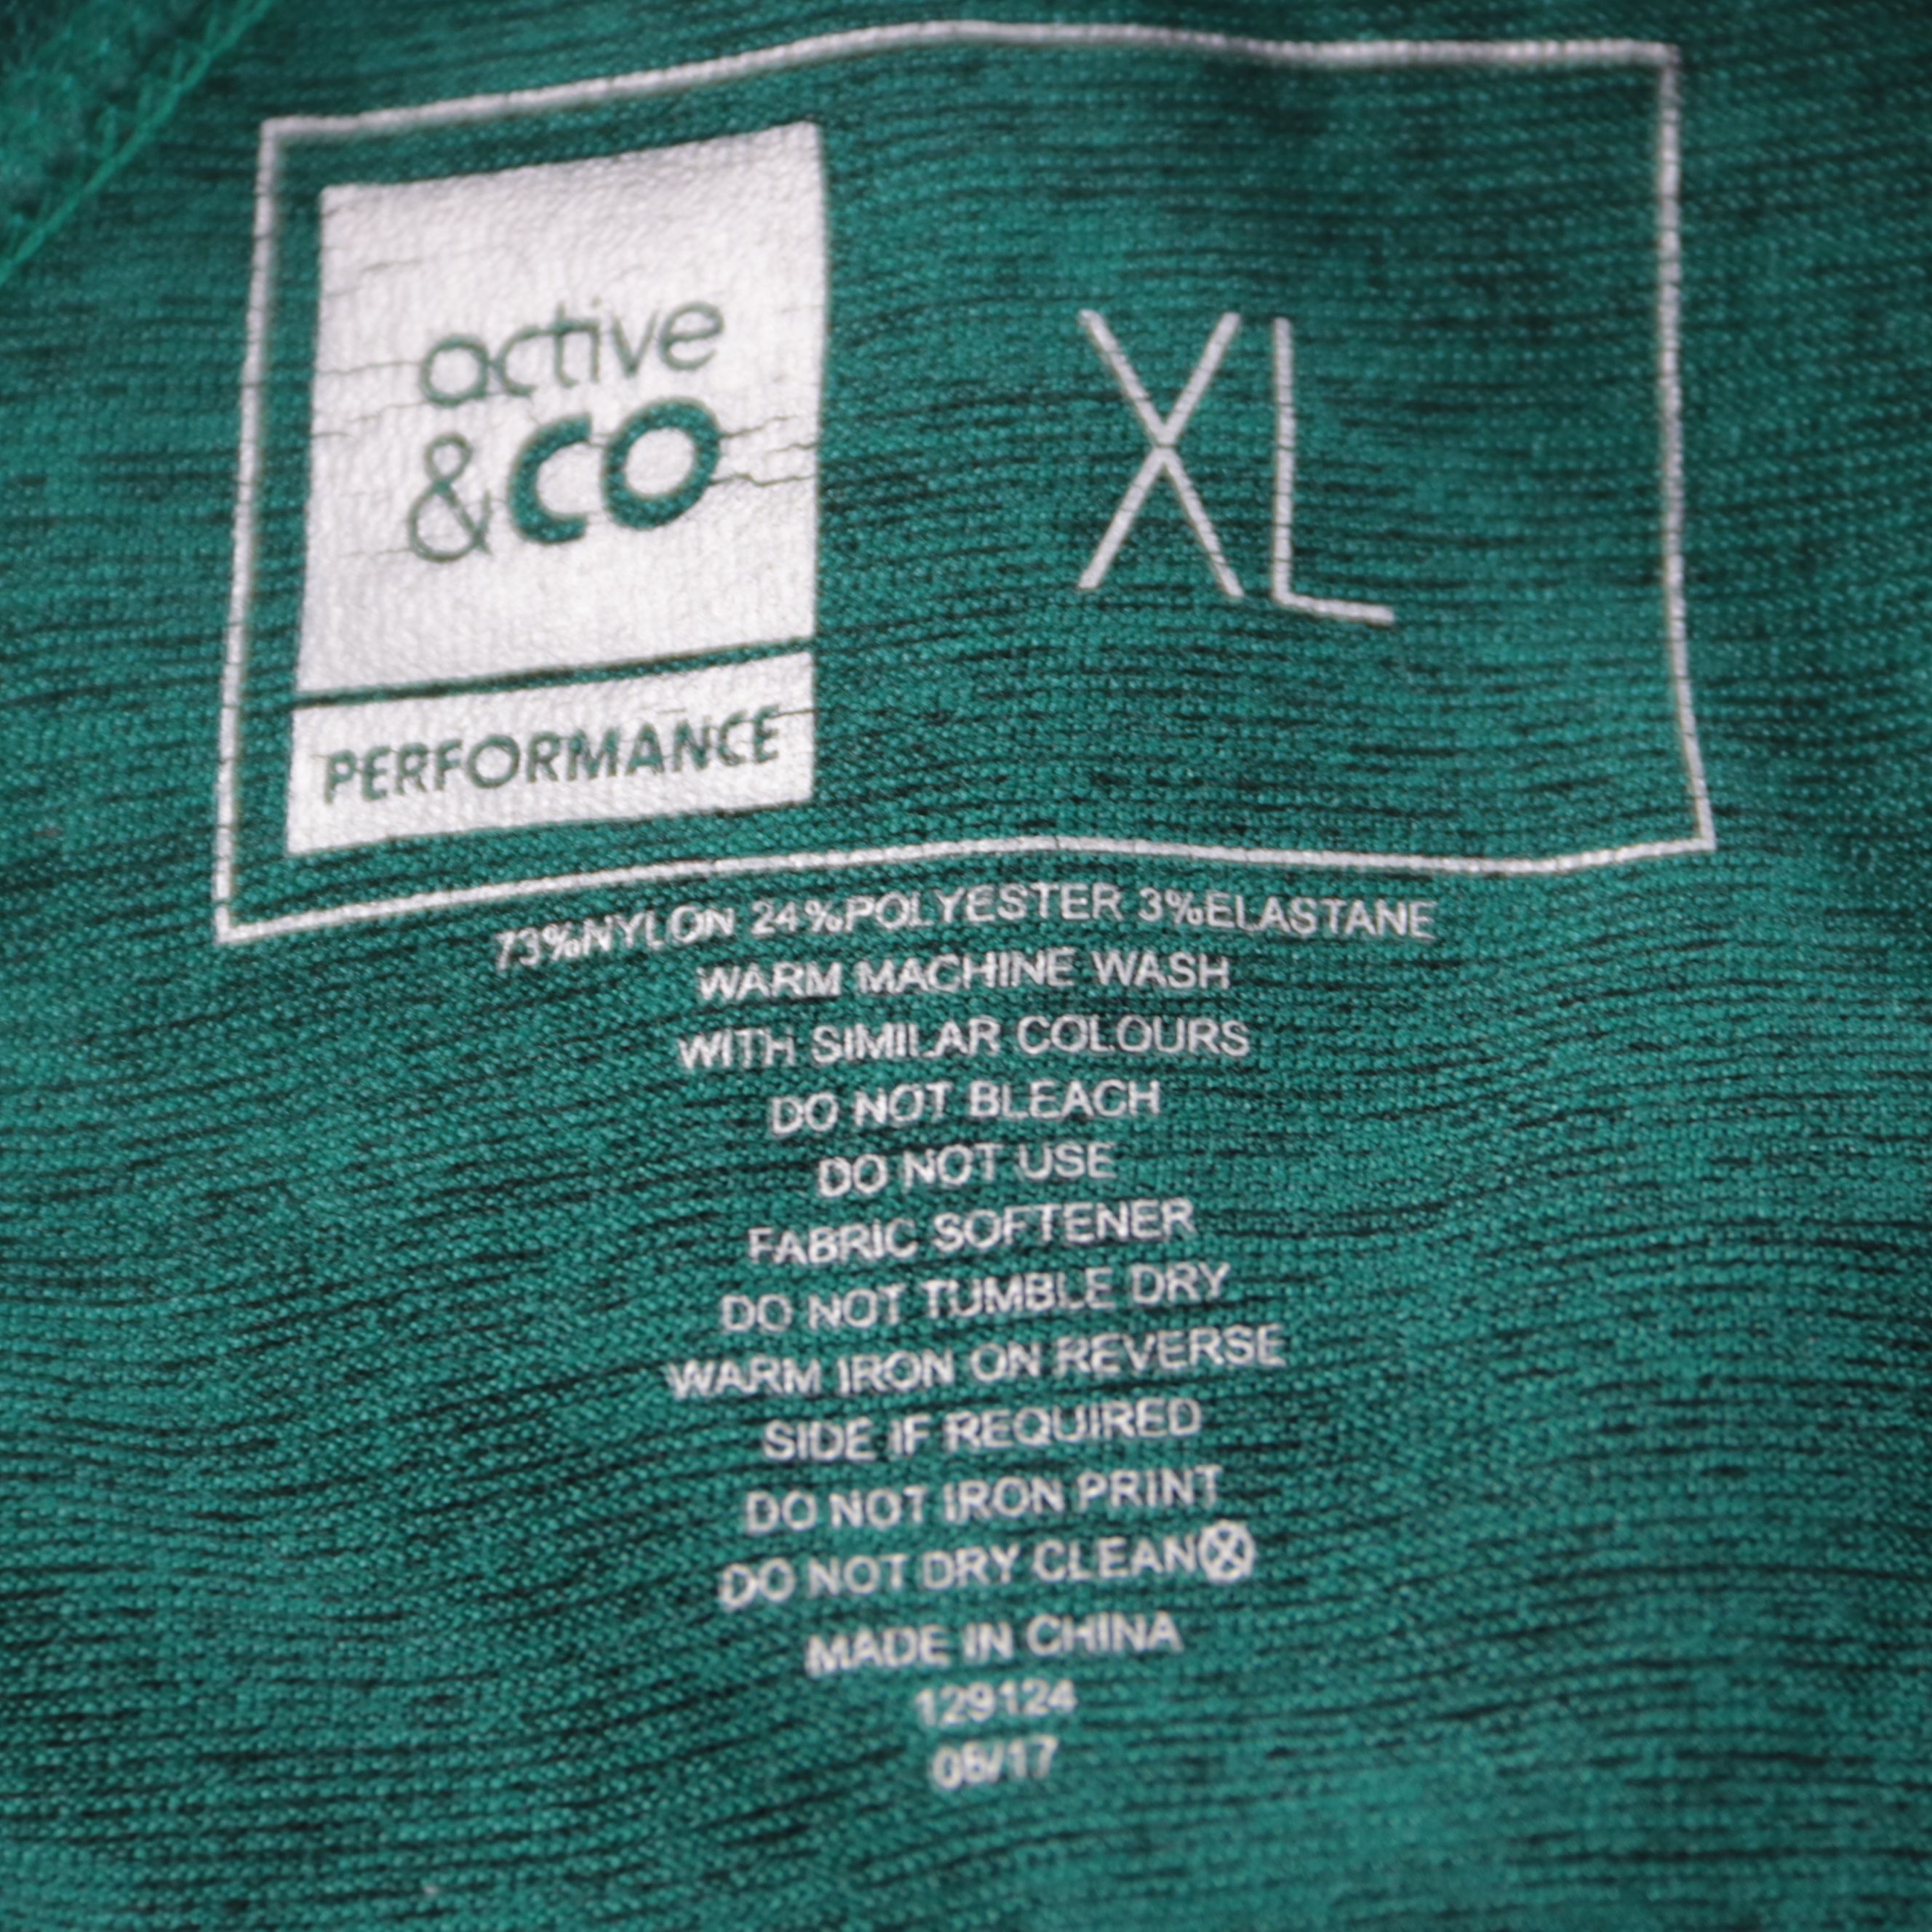 active
&CO
PERFORMANCE
XL
73%NYLON 24%POLYESTER 3%ELASTANE
WARM MACHINE WASH
WITH SIMILAR COLOURS
DO NOT BLEACH
DO NOT USE
FABRIC SOFTENER
DO NOT TUMBLE DRY
WARM IRON ON REVERSE
SIDE IF REQUIRED
DO NOT IRON PRINT
DO NOT DRY CLEAN
MADE IN CHINA
129124